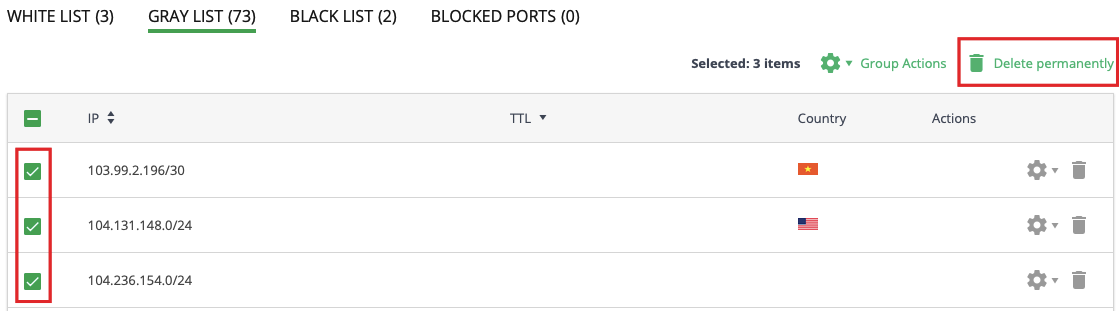 WHITE LIST (3) GRAY LIST (73) BLACK LIST (2) BLOCKED PORTS (0)
Selected: 3 items Group Actions Delete permanently
IP TTL Country Actions
103.99.2.196/30
104.131.148.0/24
104.236.154.0/24